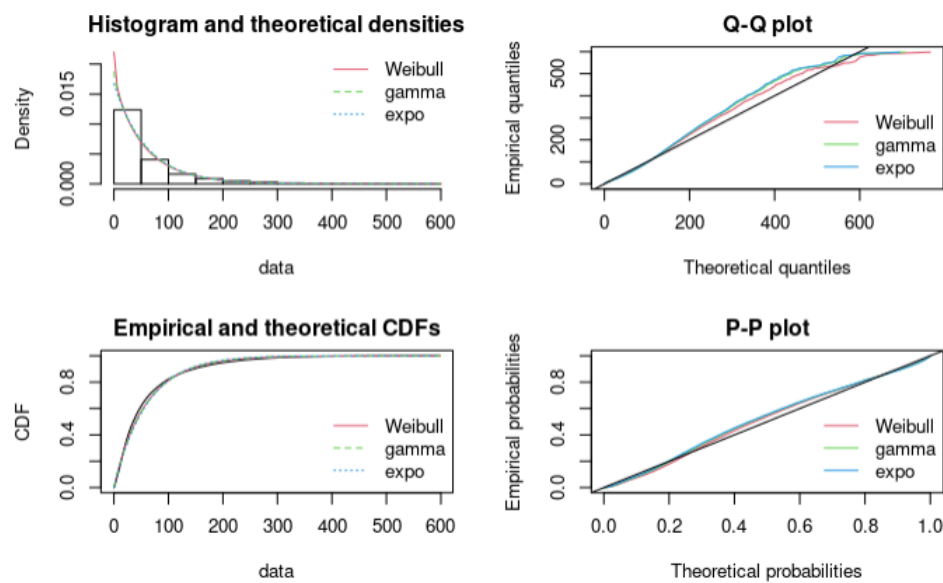 Histogram and theoretical densities
Density
0.000
0.015
Weibull
gamma
expo
0 100 200 300 400 500 600
data
Q-Q plot
Empirical quantiles
0
200
500
Weibull
gamma
expo
0 200 400 600
Theoretical quantiles
Empirical and theoretical CDFs
CDF
0.0
0.4
0.8
Weibull
gamma
expo
0 100 200 300 400 500 600
data
P-P plot
Empirical probabilities
0.0
0.4
0.8
Weibull
gamma
expo
0.0 0.2 0.4 0.6 0.8 1.0
Theoretical probabilities